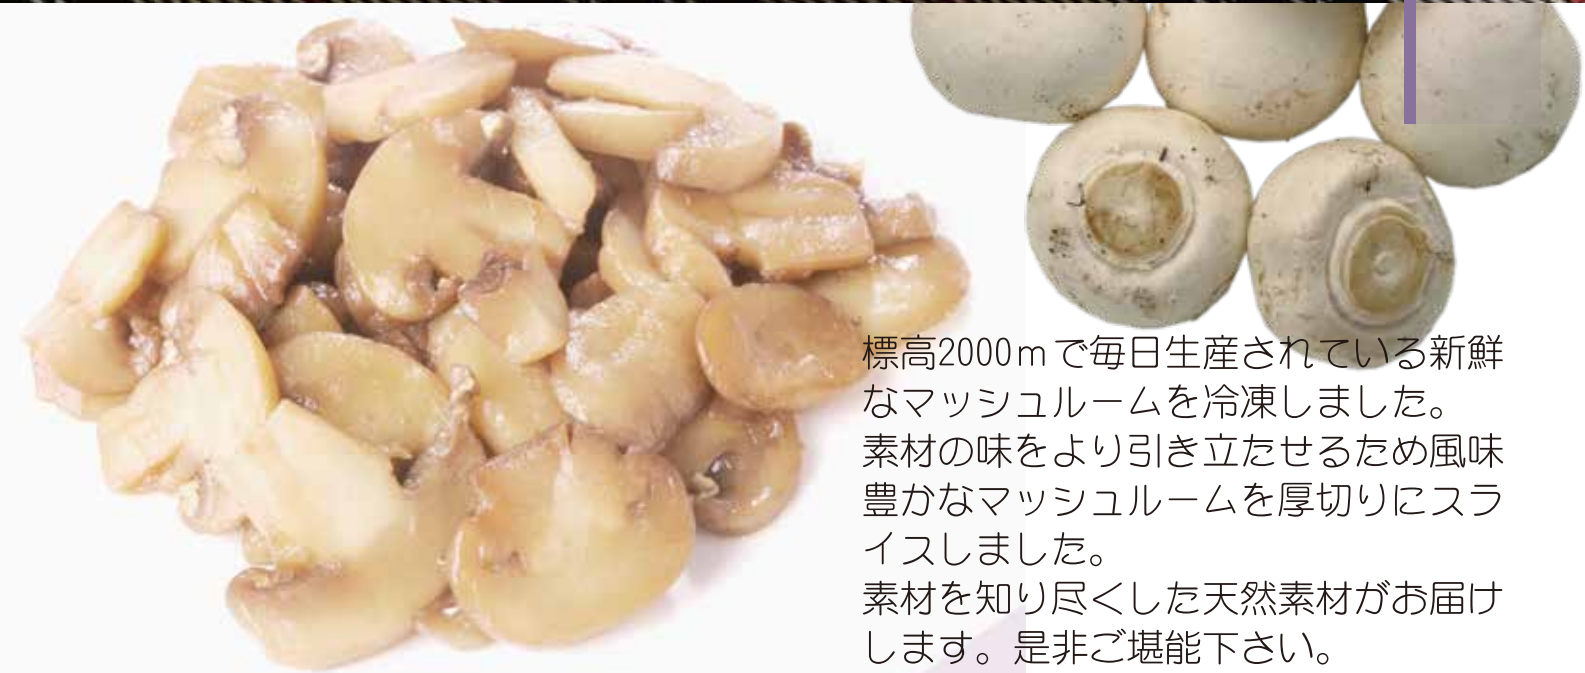 標高2000ｍで毎日生産されている新鮮
なマッシュルームを冷凍しました。
素材の味をより引き立たせるため風味
豊かなマッシュルームを厚切りにスラ
イスしました。
素材を知り尽くした天然素材がお届け
します。是非ご堪能下さい。